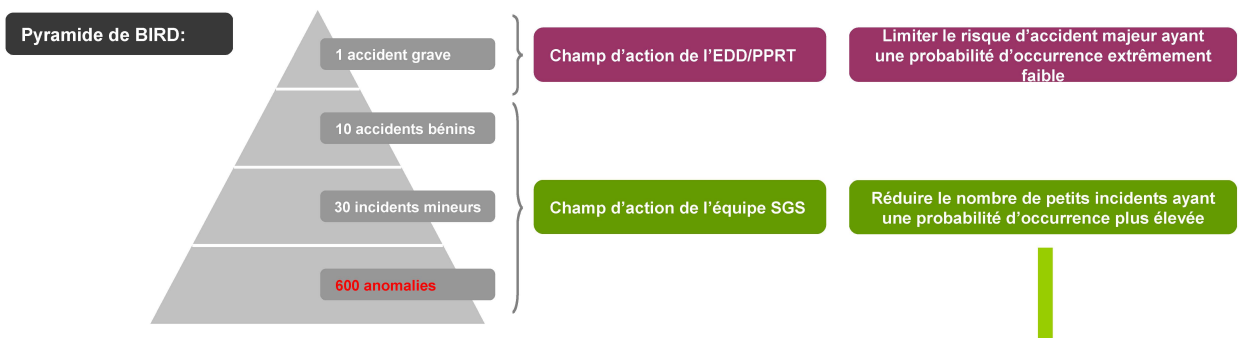 Pyramide de BIRD:
1 accident grave
Champ d’action de l’EDD/PPRT
Limiter le risque d’accident majeur ayant
une probabilité d’occurrence extrêmement
faible
10 accidents bénins
30 incidents mineurs
Champ d’action de l’équipe SGS
Réduire le nombre de petits incidents ayant
une probabilité d’occurrence plus élevée
600 anomalies